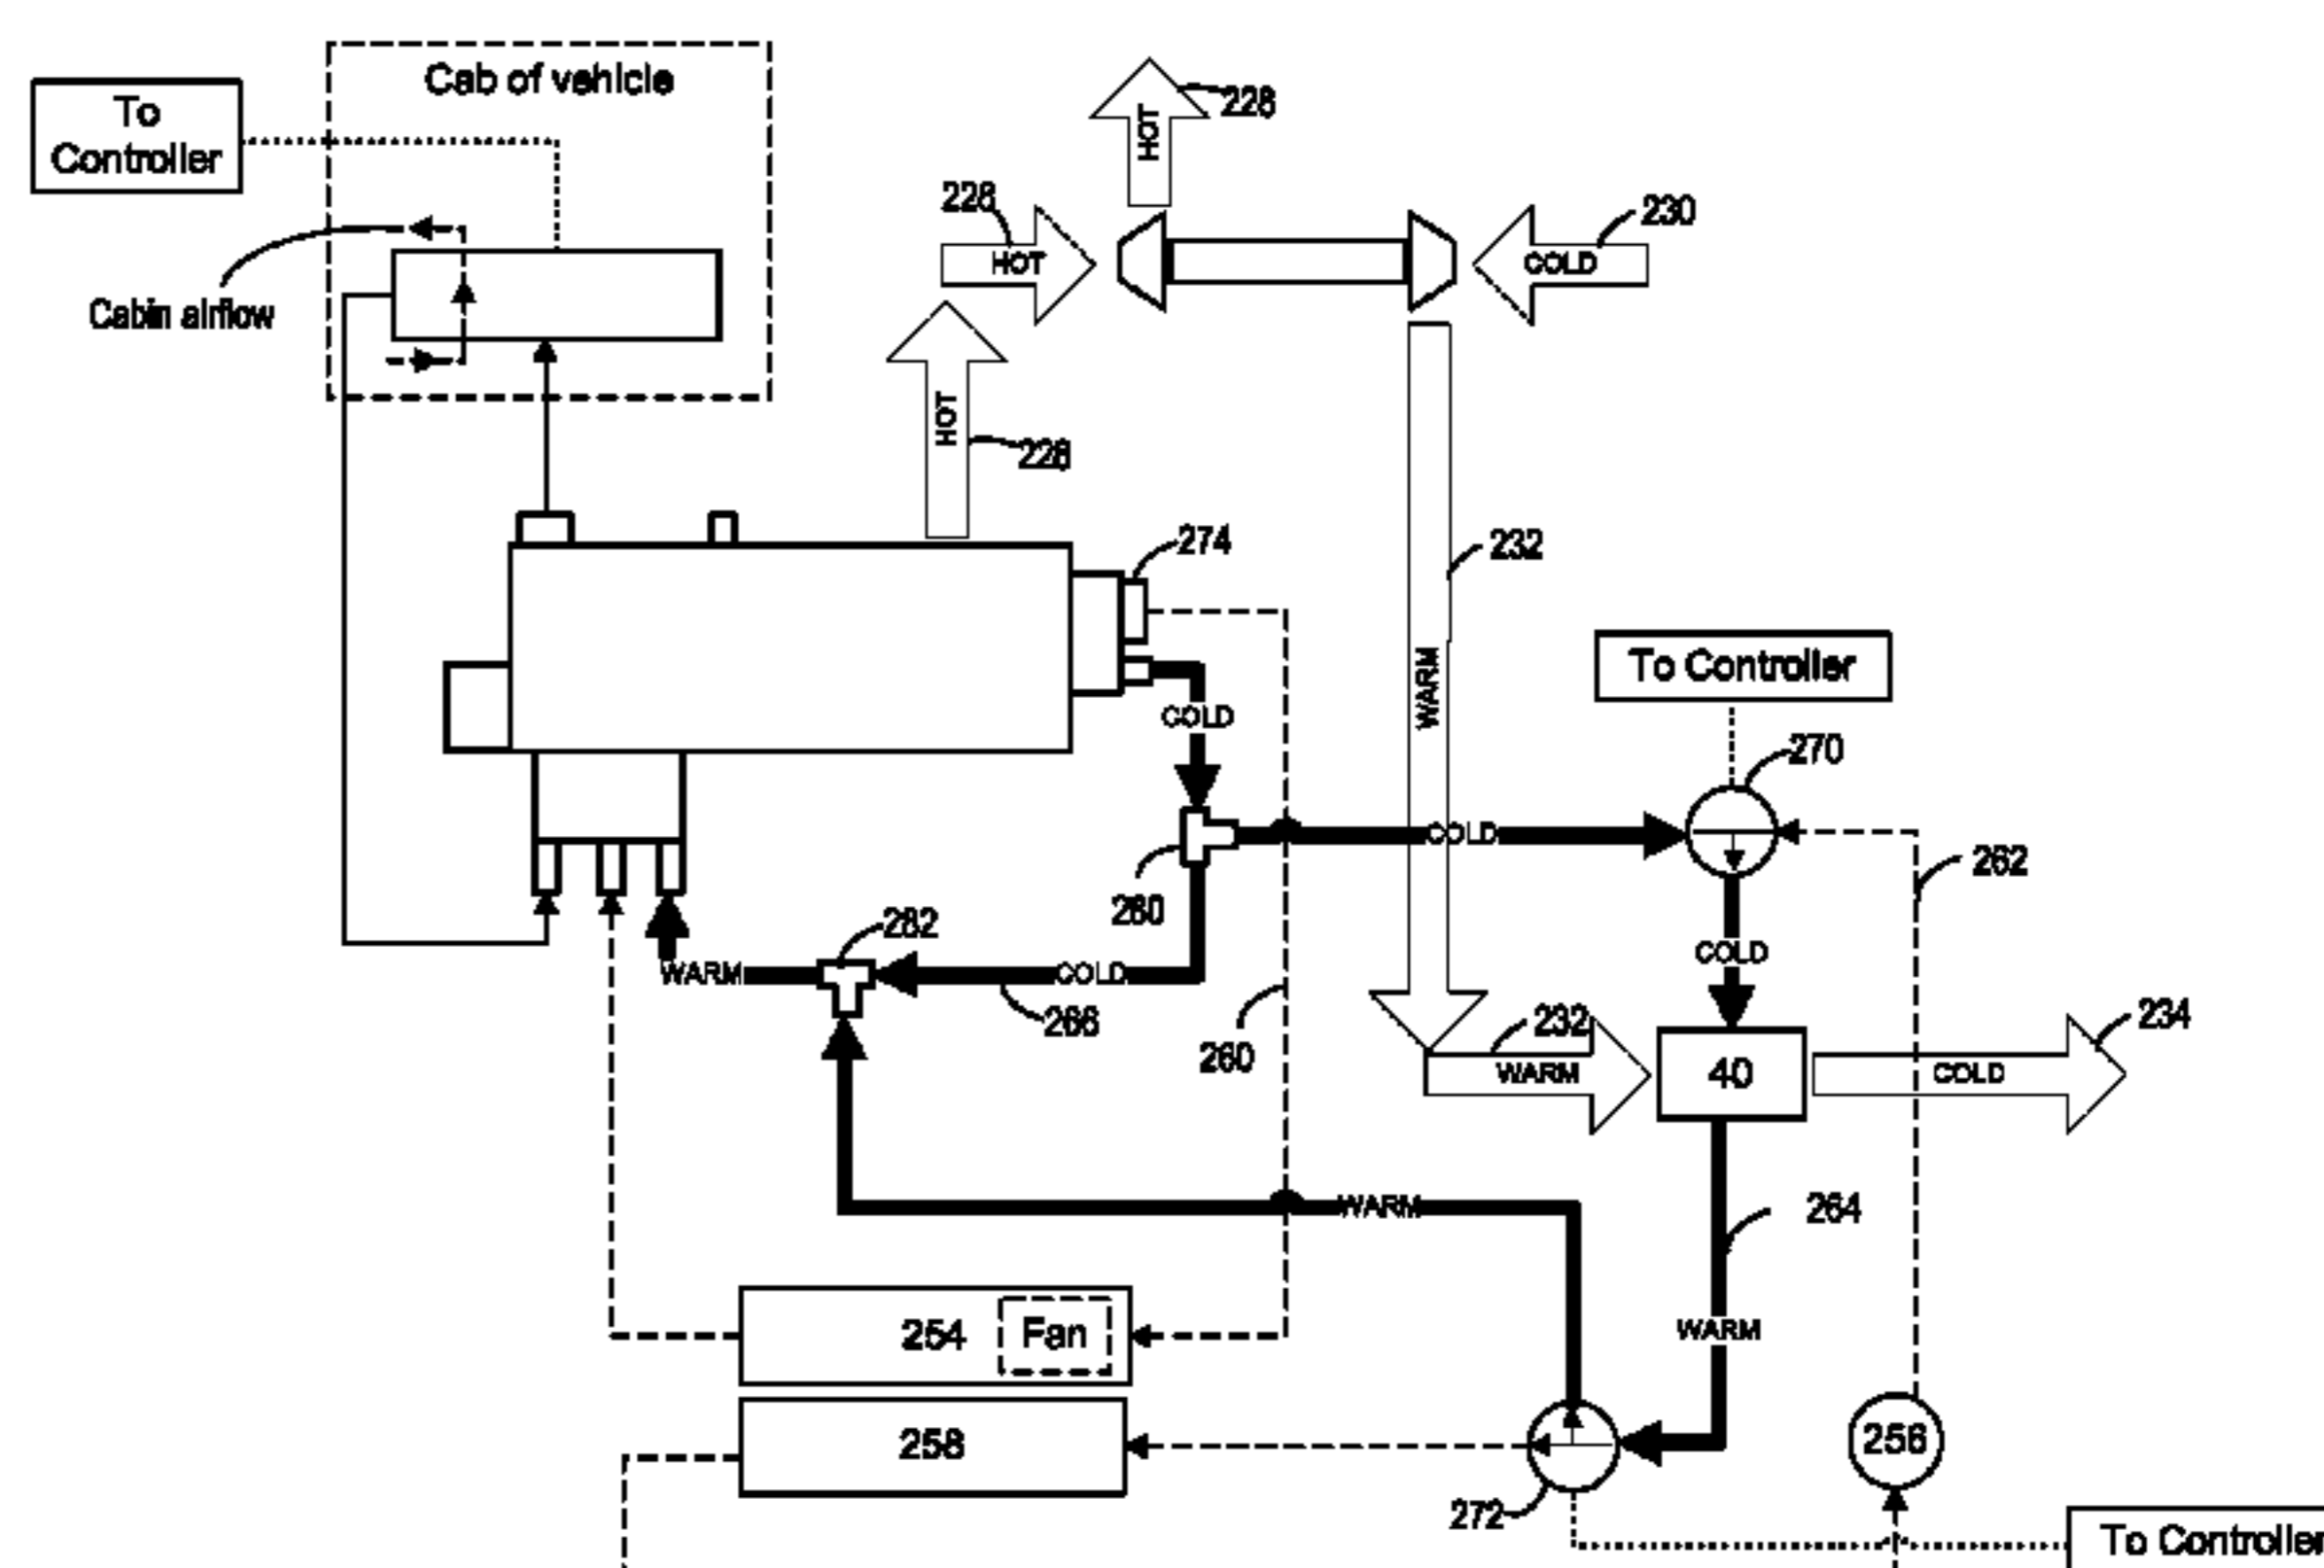 Cab of vehicle
To
Controller
228
HOT
228
230
HOT
COLD
Cabin airflow
HOT
228
274
232
WARM
To Controller
COLD
270
COLD
262
280
282
COLD
WARM
COLD
266
232
234
260
WARM
40
COLD
WARM
264
254
Fan
WARM
258
256
272
To Controller